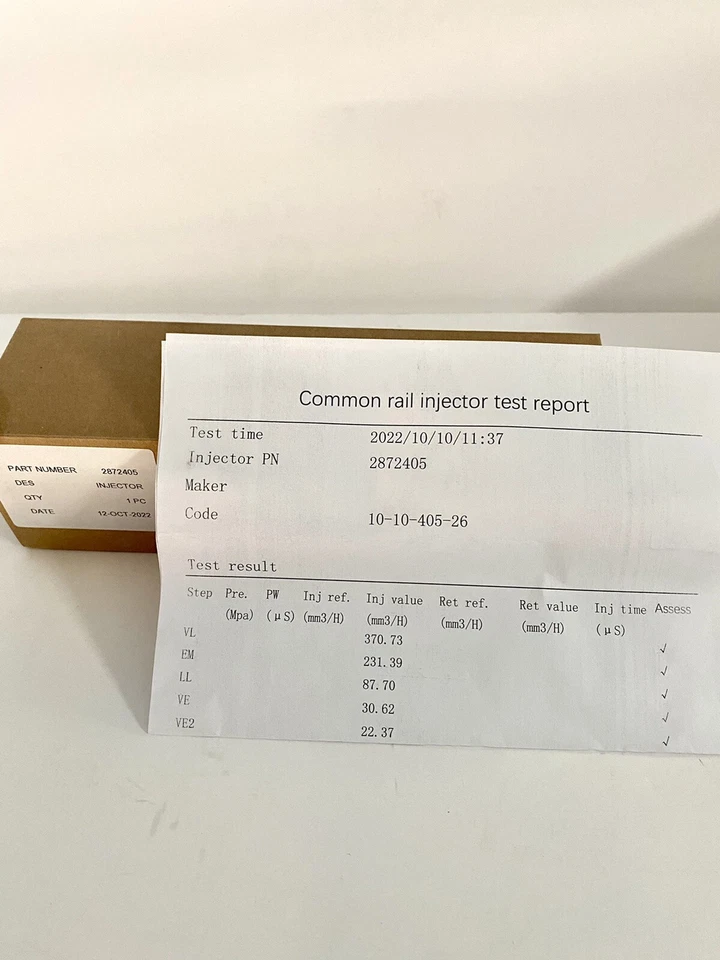 PART NUMBER 2872405
DES INJECTOR
QTY 1 PC
DATE 12-OCT-2022
Common rail injector test report
Test time 2022/10/10/11:37
Injector PN 2872405
Maker
Code 10-10-405-26
Test result
Step Pre. PW Inj ref. Inj value Ret ref. Ret value Inj time Assess
(Mpa) (μS) (mm3/H) (mm3/H) (mm3/H) (mm3/H) (μS)
VL 370.73 √
EM 231.39 √
LL 87.70 √
VE 30.62 √
VE2 22.37 √